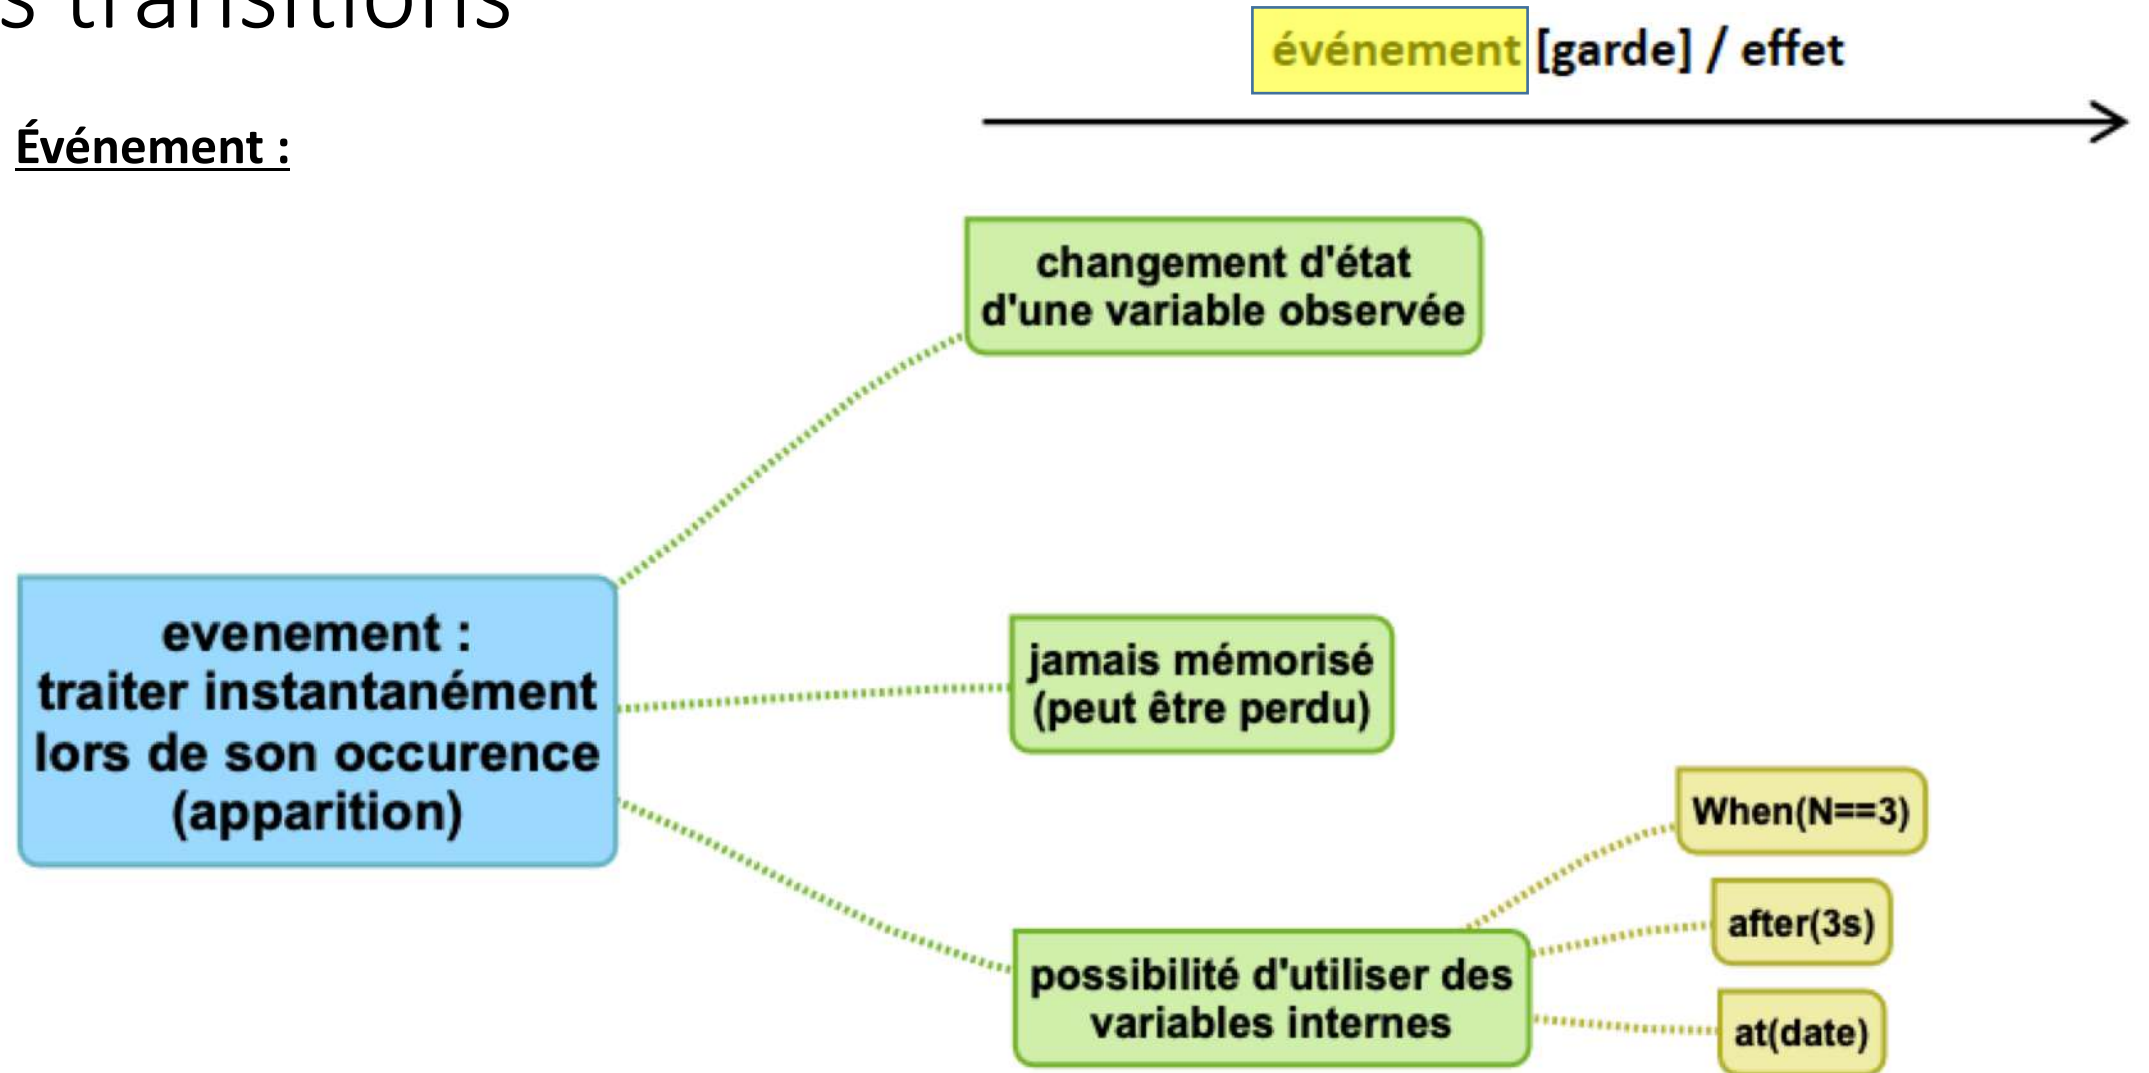 s transitions
événement [garde] / effet
Événement :
changement d'état
d'une variable observée
evenement :
traiter instantanément
lors de son occurence
(apparition)
jamais mémorisé
(peut être perdu)
possibilité d'utiliser des
variables internes
When(N==3)
after(3s)
at(date)